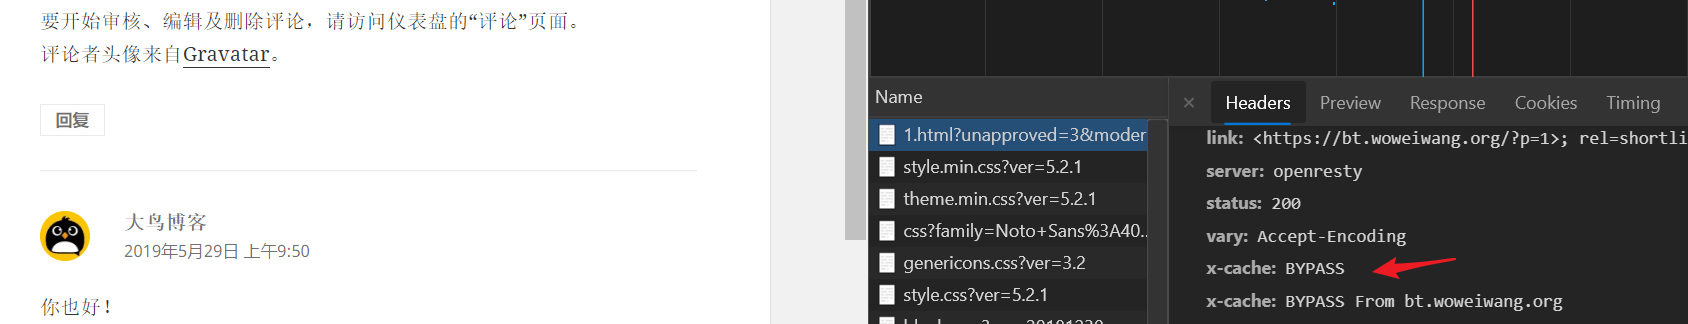 要开始审核、编辑及删除评论，请访问仪表盘的“评论”页面。
评论者头像来自Gravatar。
回复
大鸟博客
2019年5月29日 上午9:50
你也好！
Name
1.html?unapproved=3&moder
style.min.css?ver=5.2.1
theme.min.css?ver=5.2.1
css?family=Noto+Sans%3A40...
genericons.css?ver=3.2
style.css?ver=5.2.1
× Headers Preview Response Cookies Timing
link: <https://bt.woweiwang.org/?p=1>; rel=shortli
server: openresty
status: 200
vary: Accept-Encoding
x-cache: BYPASS
x-cache: BYPASS From bt.woweiwang.org